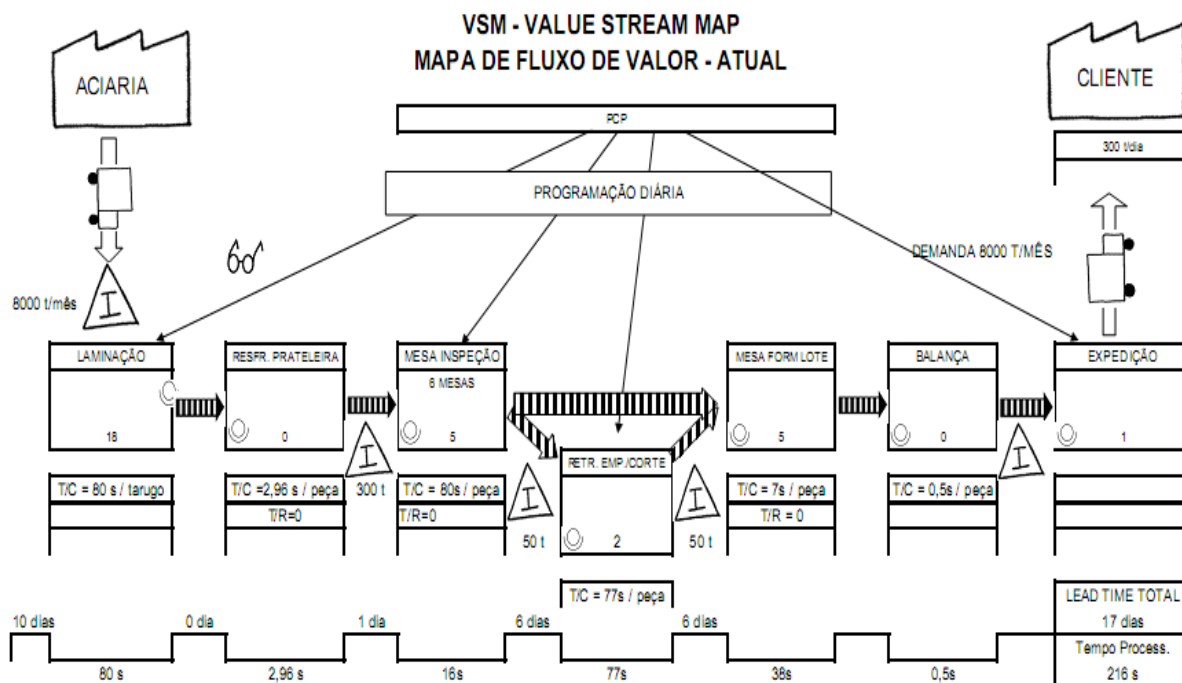 VSM - VALUE STREAM MAP
MAPA DE FLUXO DE VALOR - ATUAL
ACIARIA
CLIENTE
PCP
300 t/dia
PROGRAMAÇÃO DIÁRIA
DEMANDA 8000 T/MÊS
8000 t/mês
I
LAMINAÇÃO
RESFR. PRATELEIRA
MESA INSPEÇÃO
MESA FORM LOTE
BALANÇA
EXPEDIÇÃO
6 MESAS
18
0
5
5
0
1
I
I
RETR. EMP./CORTE
T/C = 80 s / tarugo
T/C =2,96 s / peça
300 t
T/C = 80s / peça
I
I
T/C = 7s / peça
T/C = 0,5s / peça
T/R=0
T/R=0
T/R = 0
50 t
2
50 t
T/C = 77s / peça
LEAD TIME TOTAL
10 dias
0 dia
1 dia
6 dias
6 dias
17 dias
Tempo Process.
80 s
2,96 s
16s
77s
38s
0,5s
216 s